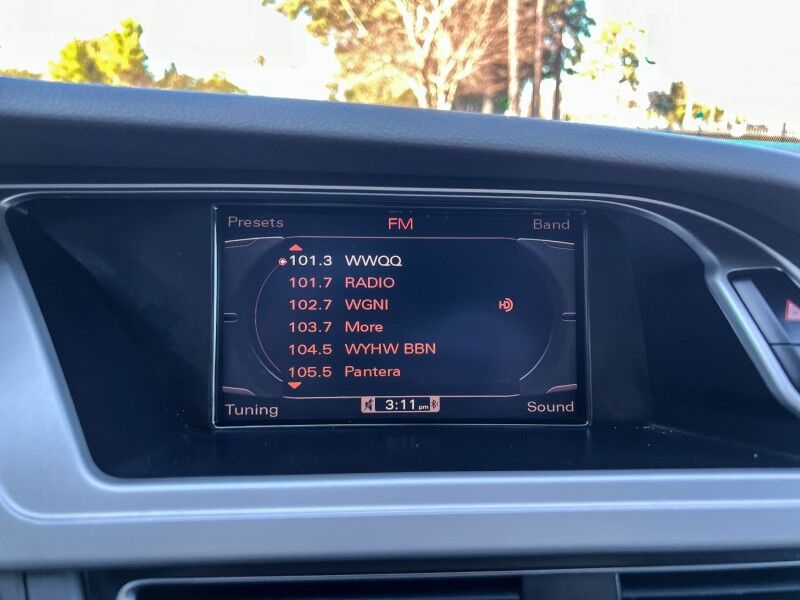 Presets FM Band
101.3 WWQQ
101.7 RADIO
102.7 WGNI HD
103.7 More
104.5 WYHW BBN
105.5 Pantera
Tuning 3:11 pm Sound